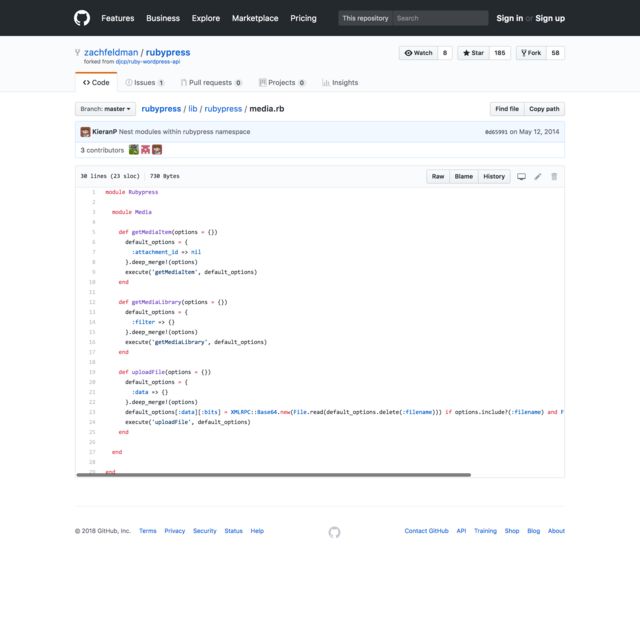 Features Business Explore Marketplace Pricing This repository Search Sign in or Sign up
zachfeldman / rubypress
forked from djcp/ruby-wordpress-api
Watch 8 Star 185 Fork 58
Code Issues 1 Pull requests 0 Projects 0 Insights
Branch: master rubypress / lib / rubypress / media.rb Find file Copy path
KieranP Nest modules within rubypress namespace 0d65991 on May 12, 2014
3 contributors
30 lines (23 sloc) 730 Bytes Raw Blame History
1 module Rubypress
2
3 module Media
4
5 def getMediaItem(options = {})
6 default_options = {
7 :attachment_id => nil
8 }.deep_merge!(options)
9 execute('getMediaItem', default_options)
10 end
11
12 def getMediaLibrary(options = {})
13 default_options = {
14 :filter => {}
15 }.deep_merge!(options)
16 execute('getMediaLibrary', default_options)
17 end
18
19 def uploadFile(options = {})
20 default_options = {
21 :data => {}
22 }.deep_merge!(options)
23 default_options[:data][:bits] = XMLRPC::Base64.new(File.read(default_options.delete(:filename))) if options.include?(:filename) and F
24 execute('uploadFile', default_options)
25 end
26
27 end
28
29 end
© 2018 GitHub, Inc. Terms Privacy Security Status Help Contact GitHub API Training Shop Blog About